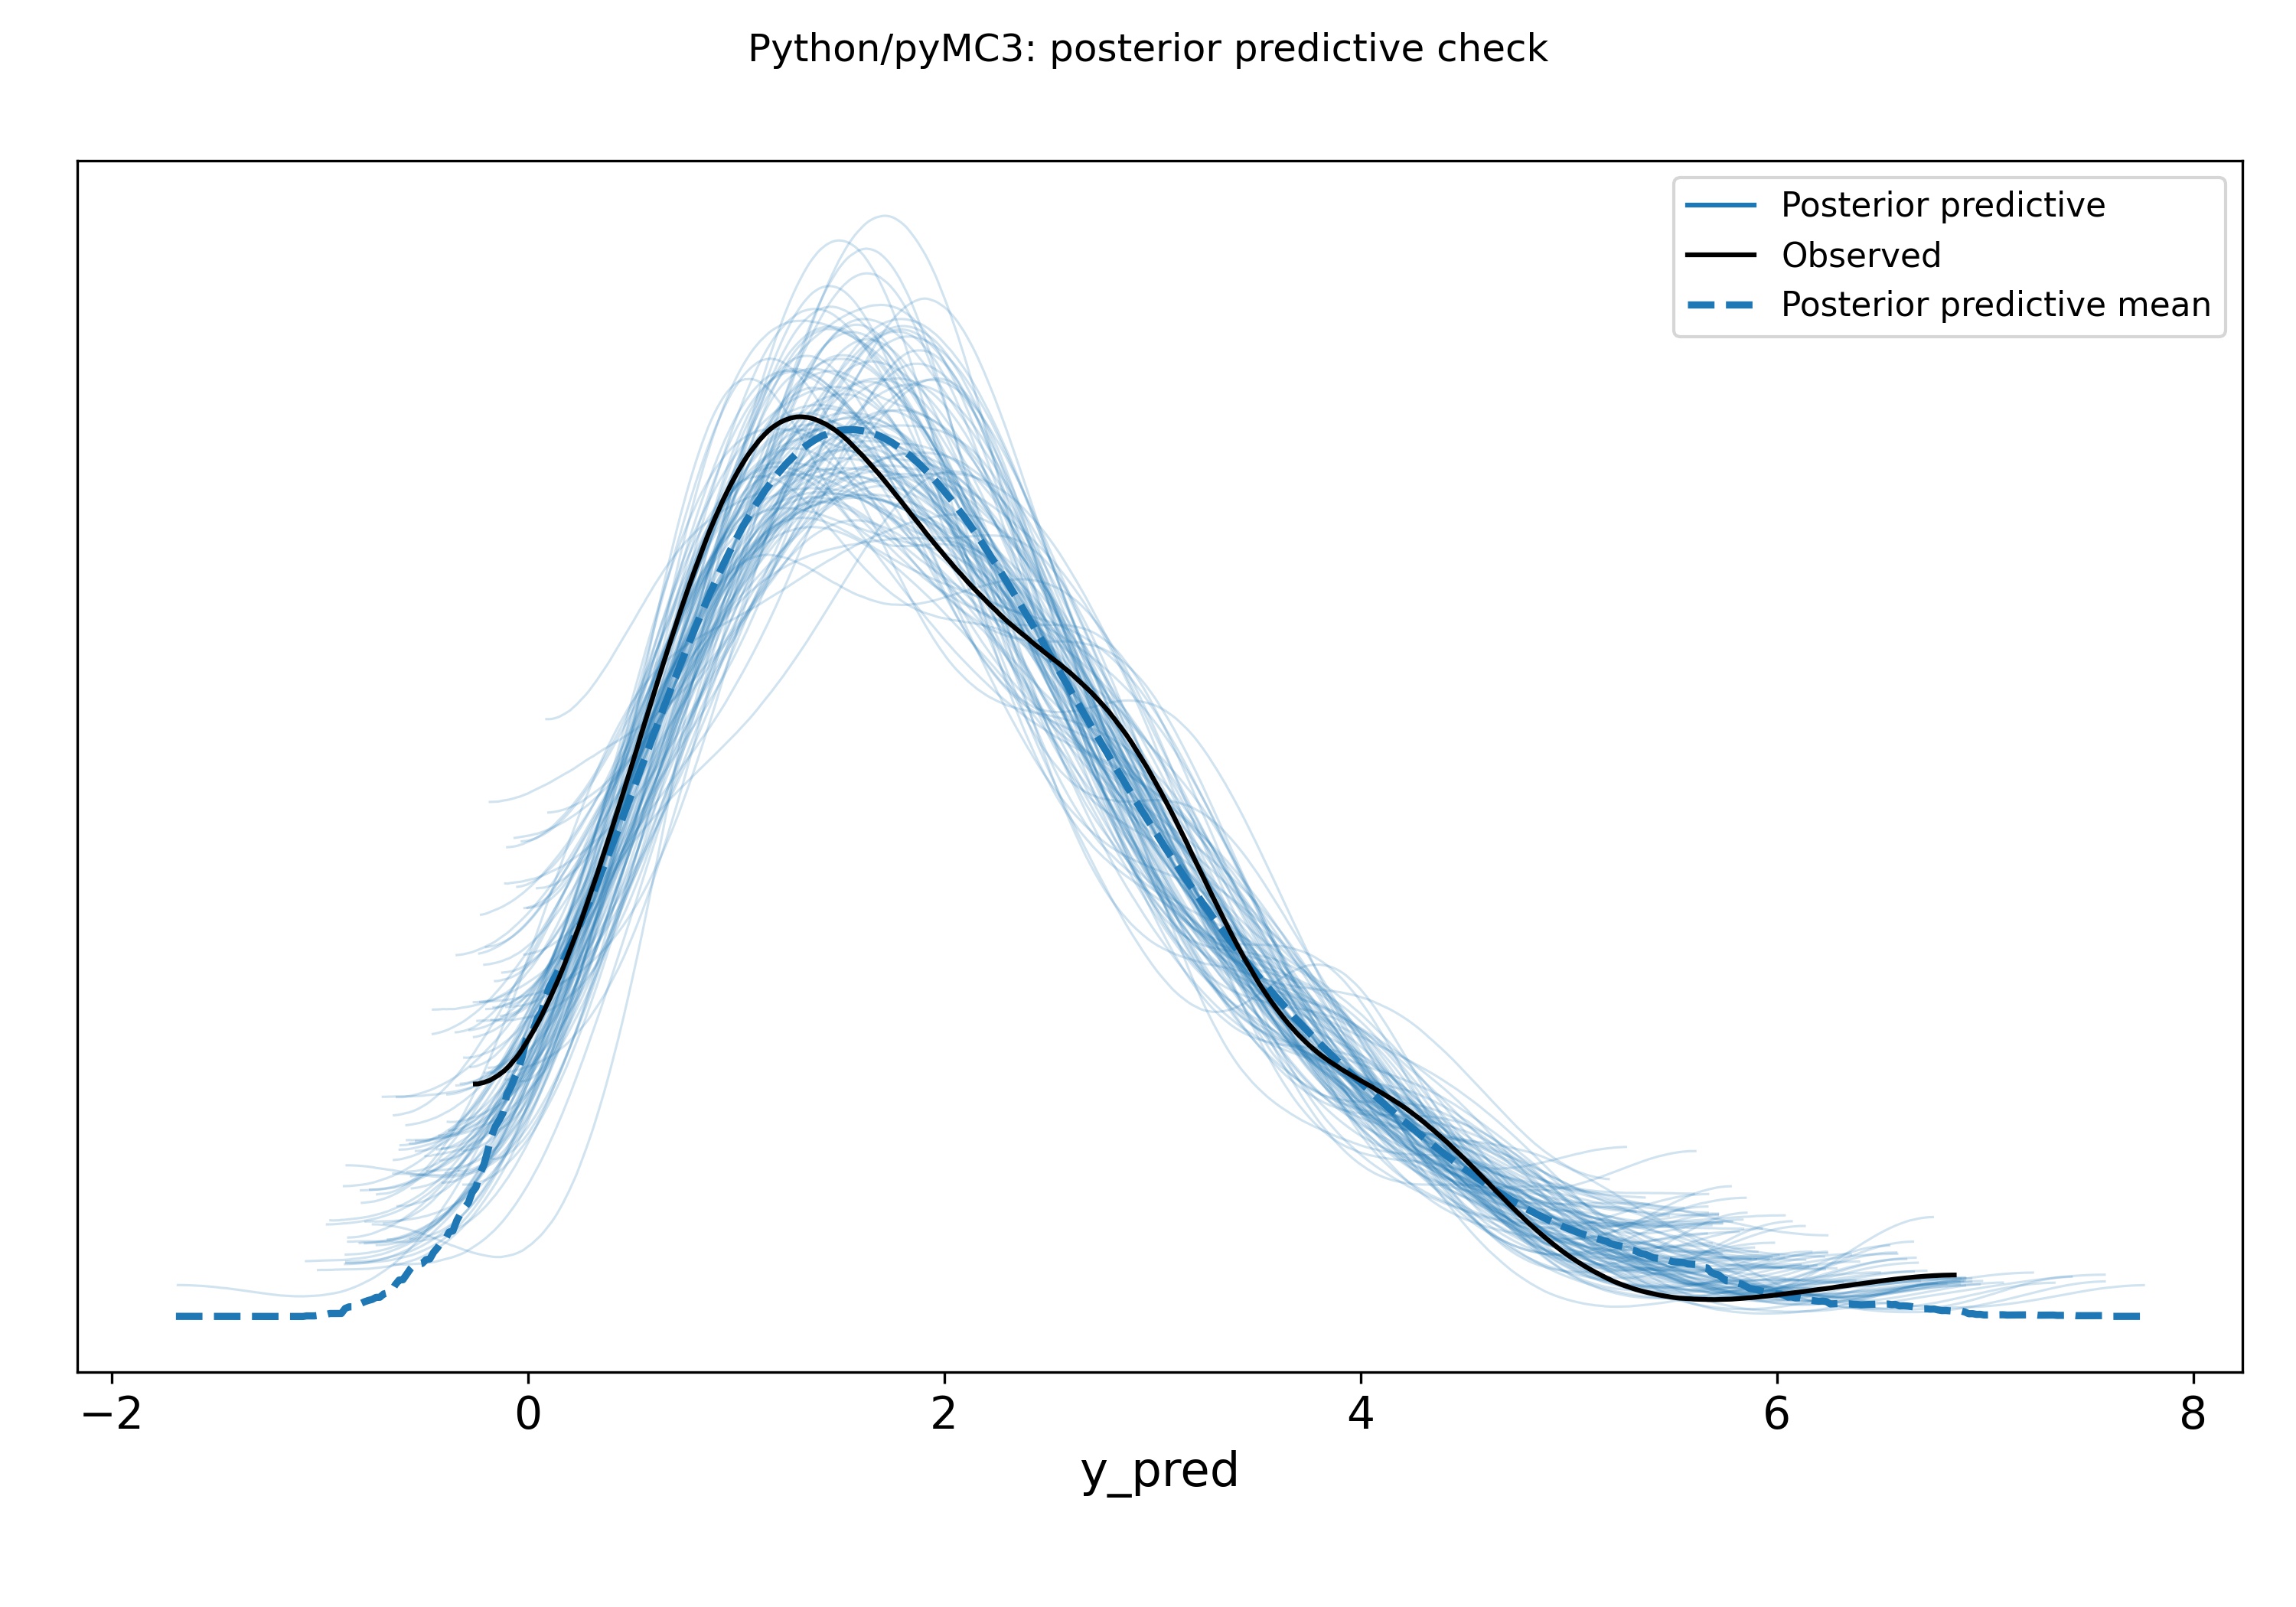 Python/pyMC3: posterior predictive check
Posterior predictive
Observed
Posterior predictive mean
−2 0 2 4 6 8
y_pred